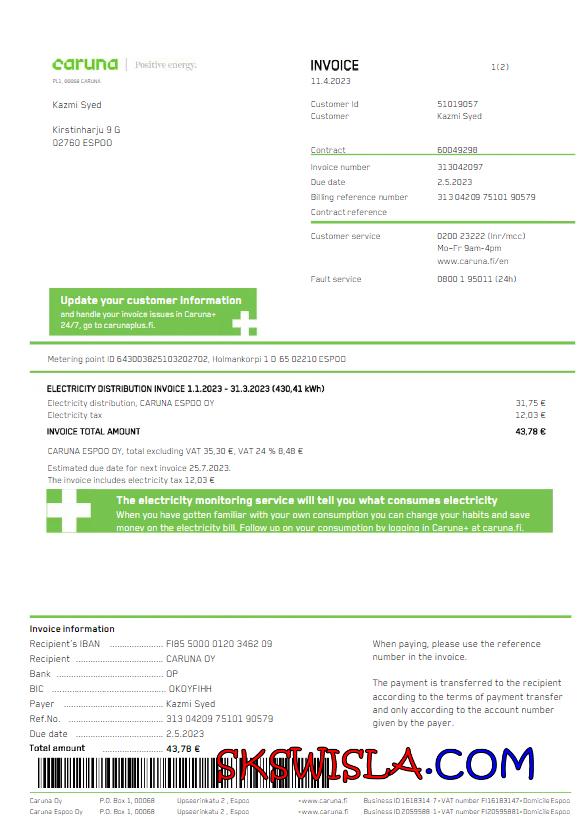 caruna | Positive energy.
PL1, 00068 CARUNA
INVOICE 1(2)
11.4.2023
Kazmi Syed
Kirstinharju 9 G
02760 ESPOO
Customer Id 51019057
Customer Kazmi Syed
Contract 60049298
Invoice number 313042097
Due date 2.5.2023
Billing reference number 313 04209 75101 90579
Contract reference
Customer service 0200 23222 (lnr/mcc)
Mo-Fr 9am-4pm
www.caruna.fi/en
Fault service 0800 1 95011 (24h)
Update your customer information
and handle your invoice issues in Caruna+
24/7, go to carunaplus.fi.
Metering point ID 643003825103202702, Holmankorpi 1 D 65 02210 ESPOO
ELECTRICITY DISTRIBUTION INVOICE 1.1.2023 - 31.3.2023 (430,41 kWh)
Electricity distribution, CARUNA ESPOO OY 31,75 €
Electricity tax 12,03 €
INVOICE TOTAL AMOUNT 43,78 €
CARUNA ESPOO OY, total excluding VAT 35,30 €, VAT 24 % 8,48 €
Estimated due date for next invoice 25.7.2023.
The invoice includes electricity tax 12,03 €
The electricity monitoring service will tell you what consumes electricity
When you have gotten familiar with your own consumption you can change your habits and save
money on the electricity bill. Follow up on your consumption by logging in Caruna+ at caruna.fi.
Invoice information
Recipient's IBAN ..................... FI85 5000 0120 3462 09
Recipient ..................... CARUNA OY
Bank ..................... OP
BIC ..................... OKOYFIHH
Payer ..................... Kazmi Syed
Ref.No. ..................... 313 04209 75101 90579
Due date ..................... 2.5.2023
Total amount ..................... 43,78 €
When paying, please use the reference
number in the invoice.
The payment is transferred to the recipient
according to the terms of payment transfer
and only according to the account number
given by the payer.
SKSWISLA.COM
Caruna Oy P.O. Box 1, 00068 Upseerinkatu 2 , Espoo •www.caruna.fi Business ID 1618314-7•VAT number FI16183147•Domicile Espoo
Caruna Espoo Oy P.O. Box 1, 00068 Upseerinkatu 2 , Espoo •www.caruna.fi Business ID 2059588-1•VAT number FI20595881•Domicile Espoo